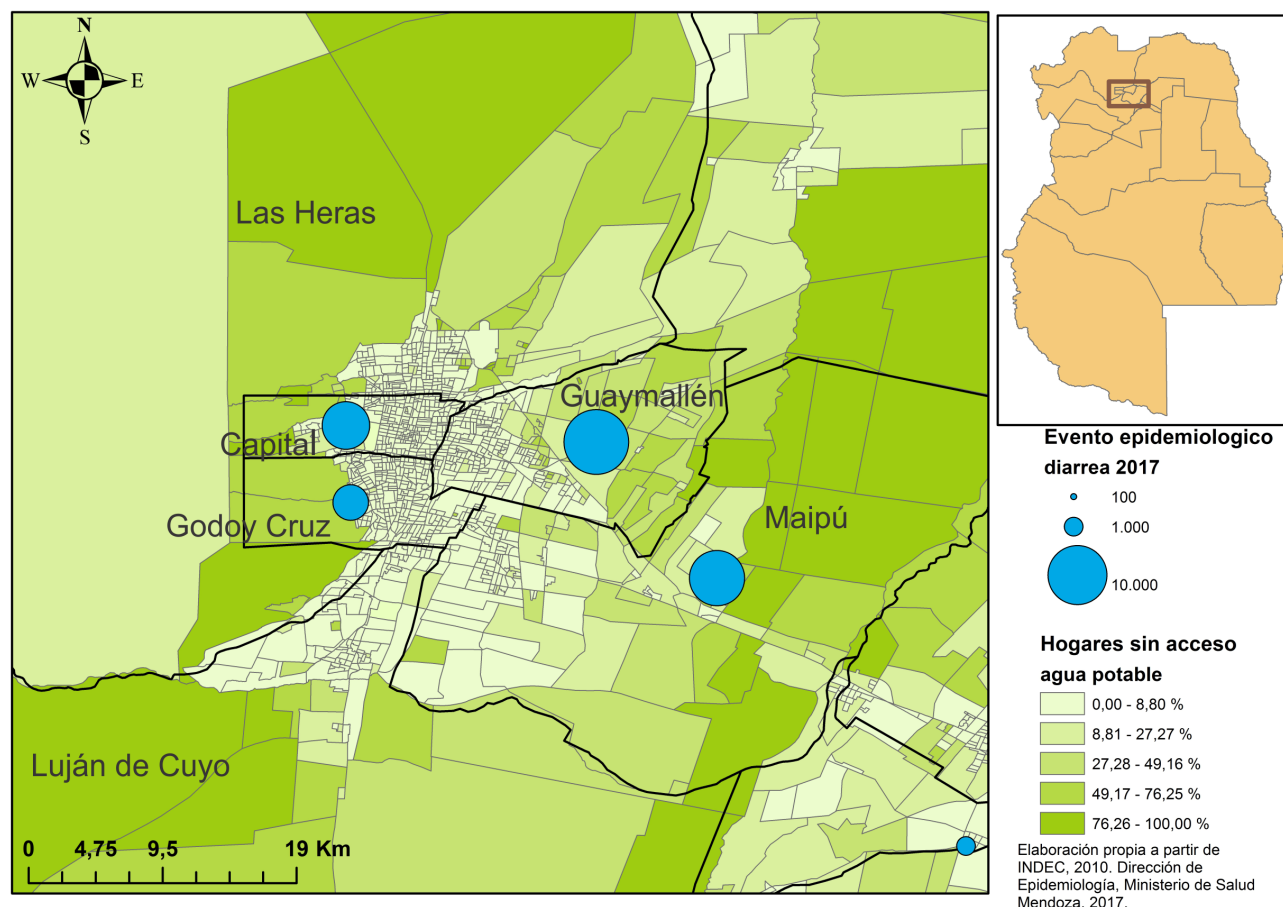 N
W E
S
Las Heras
Guaymallén
Capital
Godoy Cruz
Maipú
Luján de Cuyo
0 4,75 9,5 19 Km
Evento epidemiologico
diarrea 2017
100
1.000
10.000
Hogares sin acceso
agua potable
0,00 - 8,80 %
8,81 - 27,27 %
27,28 - 49,16 %
49,17 - 76,25 %
76,26 - 100,00 %
Elaboración propia a partir de
INDEC, 2010. Dirección de
Epidemiología, Ministerio de Salud
Mendoza, 2017.